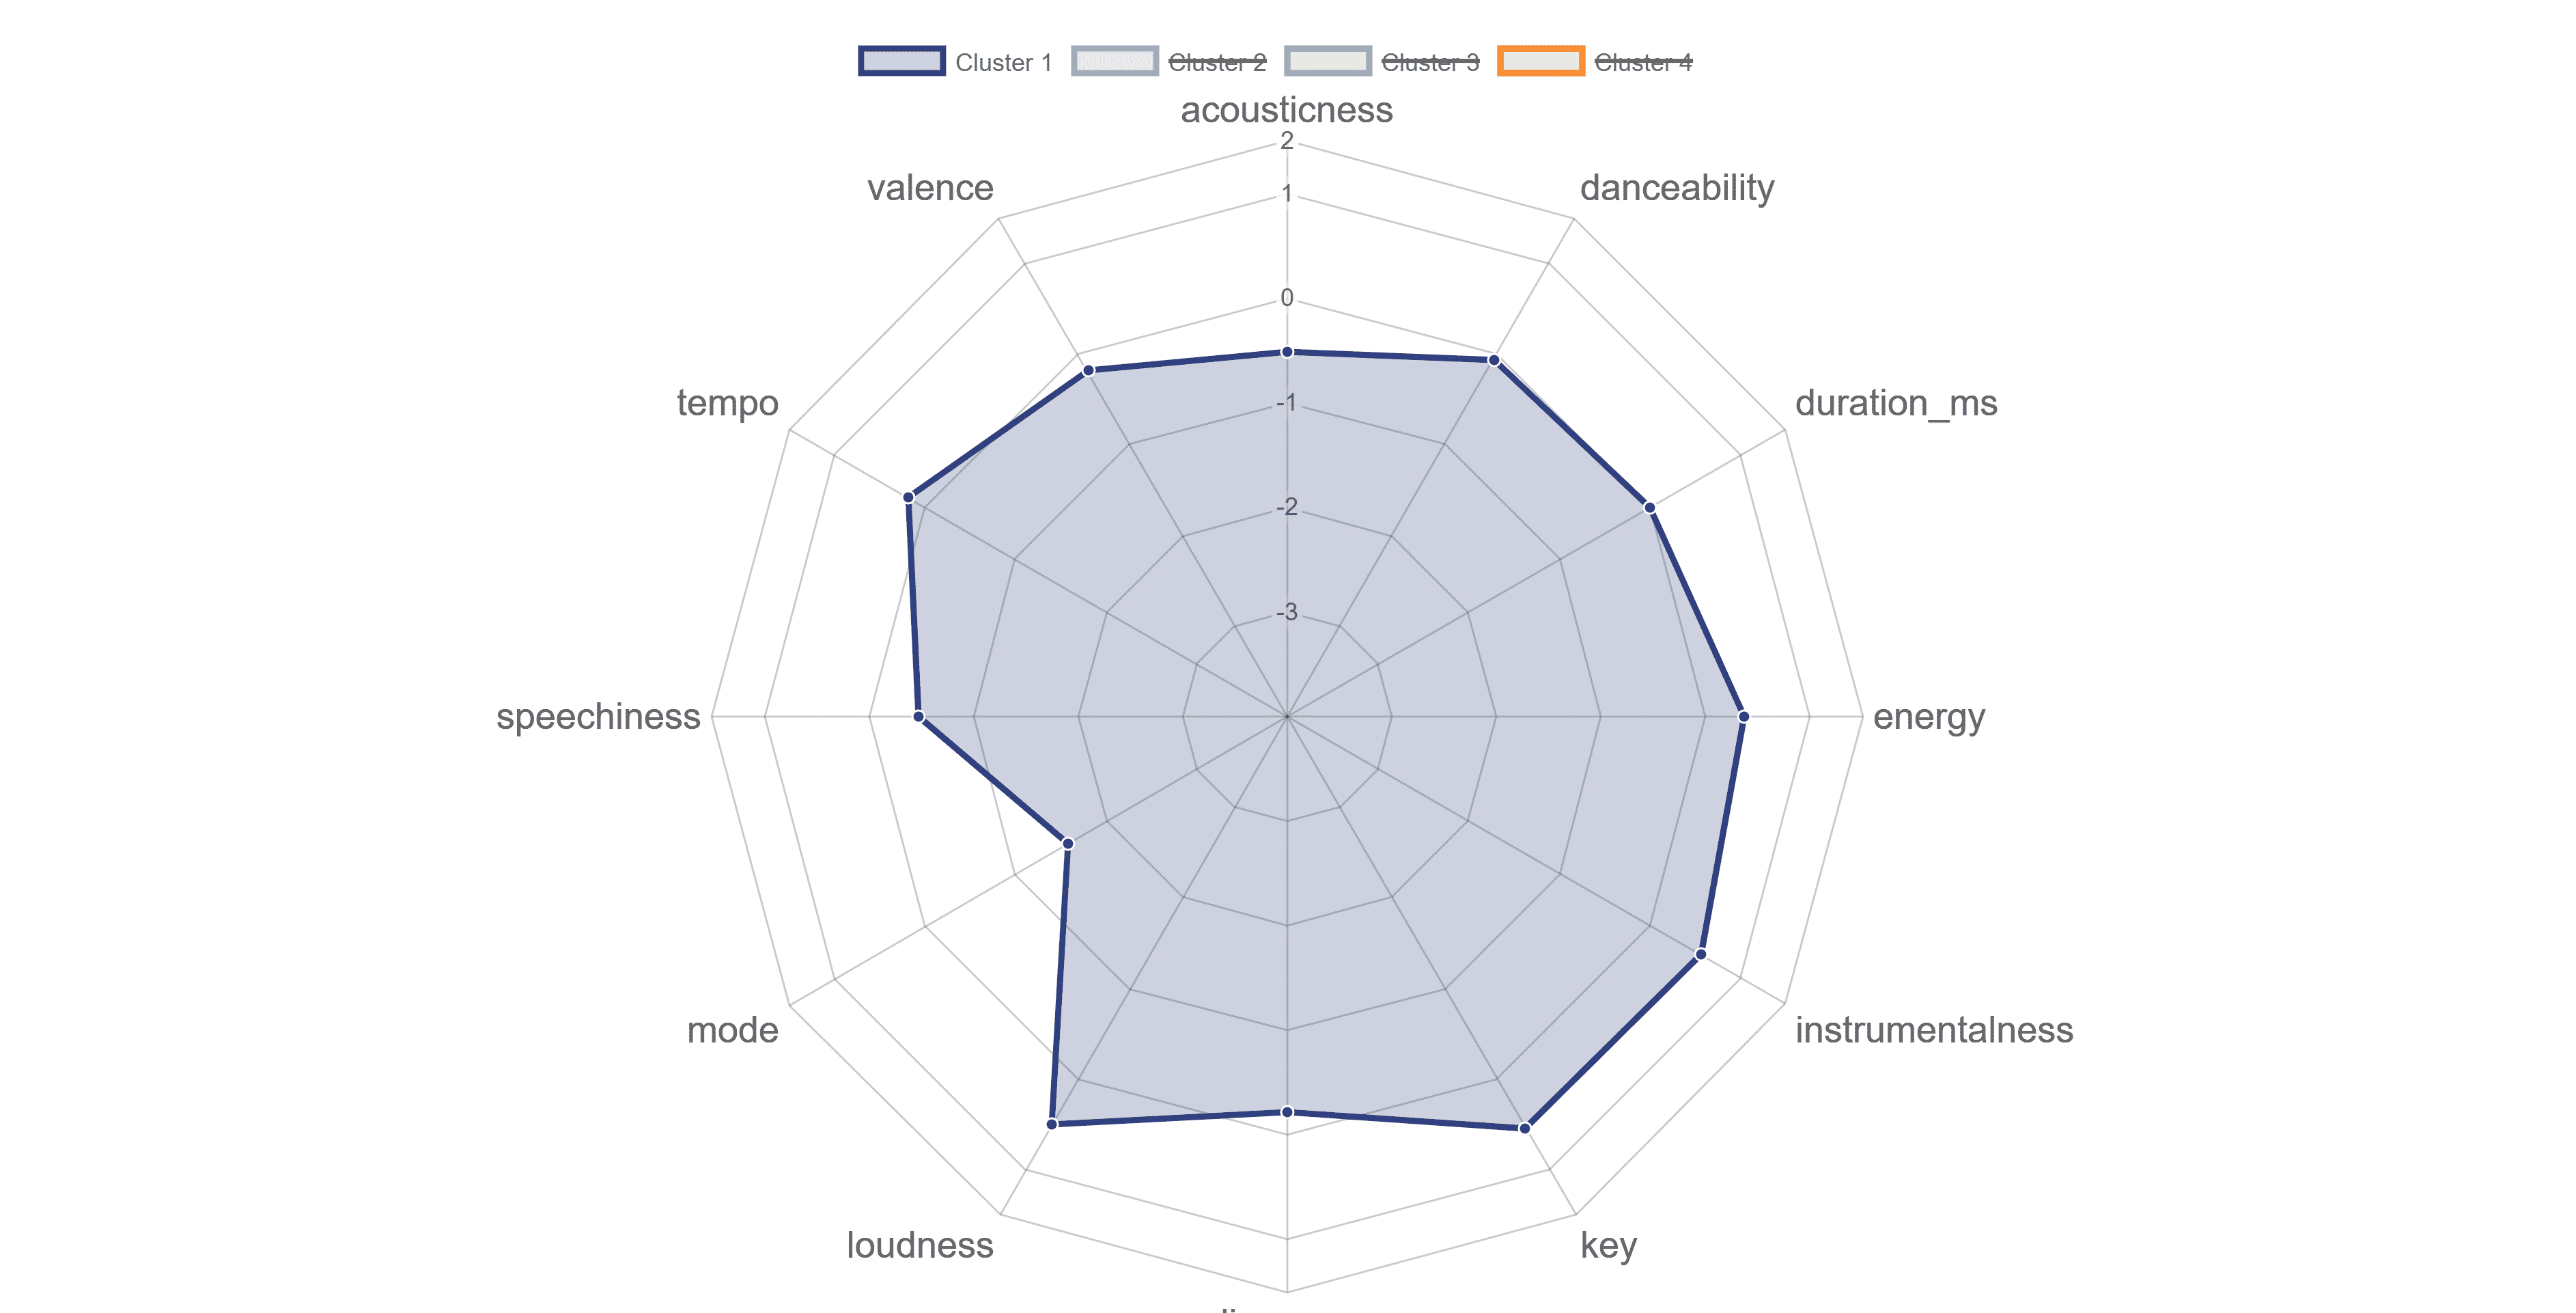 Cluster 1 Cluster 2 Cluster 3 Cluster 4
acousticness
2
valence
danceability
1
0
tempo
-1
duration_ms
-2
-3
speechiness
energy
mode
instrumentalness
loudness
key